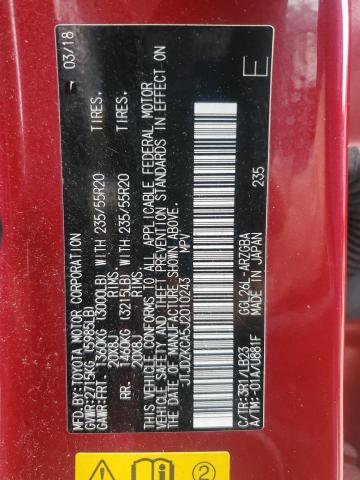 MFD.BY: TOYOTA MOTOR CORPORATION 03/18
GVWR: 2715KG (5985LB)
GAWR: FRT. 1360KG (3000LB) WITH 235/55R20 TIRES,
20X8J
RR. 1460KG (3215LB) WITH 235/55R20 TIRES,
20X8J
THIS VEHICLE CONFORMS TO ALL APPLICABLE FEDERAL MOTOR
VEHICLE SAFETY, BUMPER, AND THEFT PREVENTION STANDARDS IN EFFECT ON
THE DATE OF MANUFACTURE SHOWN ABOVE.
JTJDZKCA5J2010243 MPV
E
GGL26L-ARZGBA 235
C/TR:3R1/LB23 MADE IN JAPAN
A/TM:-01A/U881F
2